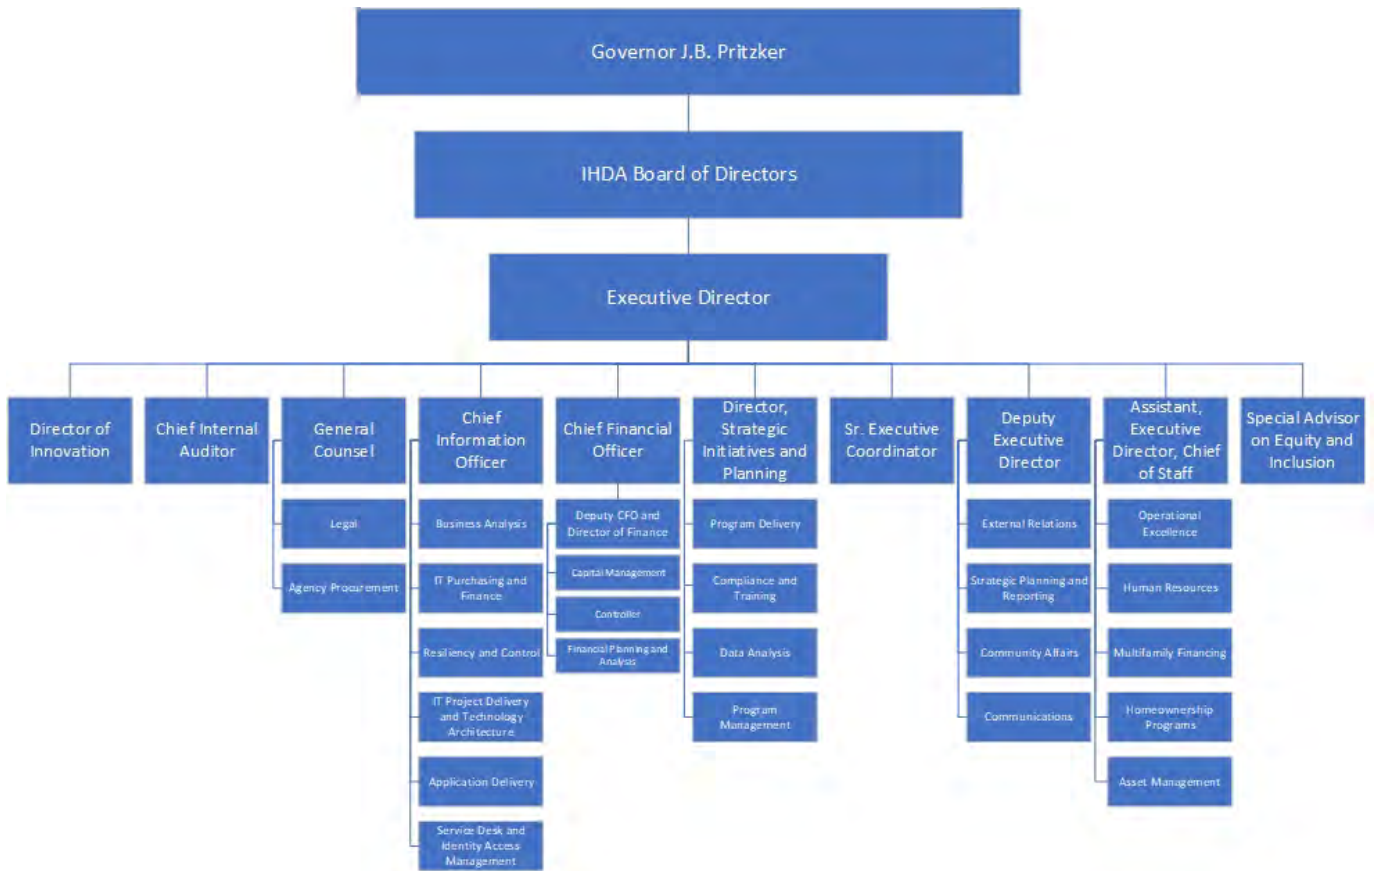 Governor J.B. Pritzker
IHDA Board of Directors
Executive Director
Director of
Innovation
Chief Internal
Auditor
General
Counsel
Chief
Information
Officer
Chief Financial
Officer
Director,
Strategic
Initiatives and
Planning
Sr. Executive
Coordinator
Deputy
Executive
Director
Assistant,
Executive
Director, Chief
of Staff
Special Advisor
on Equity and
Inclusion
Legal
Agency Procurement
Business Analysis
IT Purchasing and
Finance
Resiliency and Control
IT Project Delivery
and Technology
Architecture
Application Delivery
Service Desk and
Identity Access
Management
Deputy CFO and
Director of Finance
Capital Management
Controller
Financial Planning and
Analysis
Program Delivery
Compliance and
Training
Data Analysis
Program
Management
External Relations
Strategic Planning and
Reporting
Community Affairs
Communications
Operational
Excellence
Human Resources
Multifamily Financing
Homeownership
Programs
Asset Management